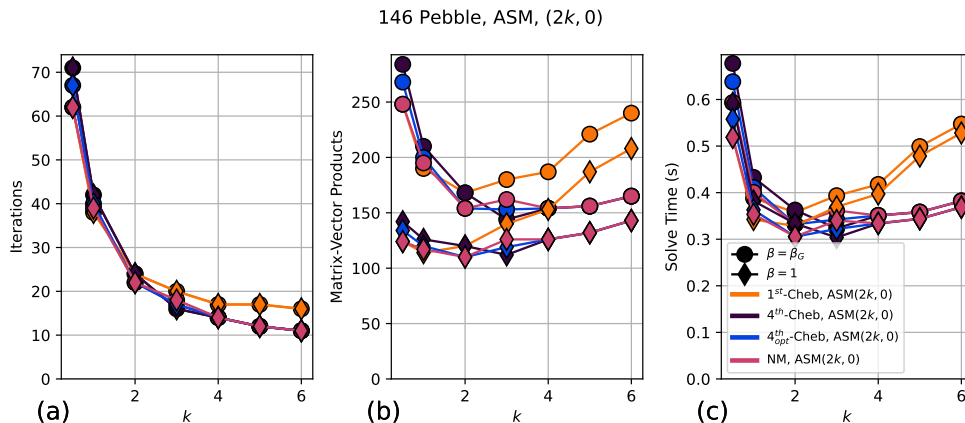 146 Pebble, ASM, (2k, 0)
Iterations
70
60
50
40
30
20
10
2
4
6
k
(a)
Matrix-Vector Products
250
200
150
100
50
0
2
4
6
k
(b)
Solve Time (s)
0.6
0.5
0.4
0.3
0.2
0.1
0.0
β = β_G
β = 1
1^{st}-Cheb, ASM(2k, 0)
4^{th}-Cheb, ASM(2k, 0)
4^{th}_{opt}-Cheb, ASM(2k, 0)
NM, ASM(2k, 0)
2
4
6
k
(c)